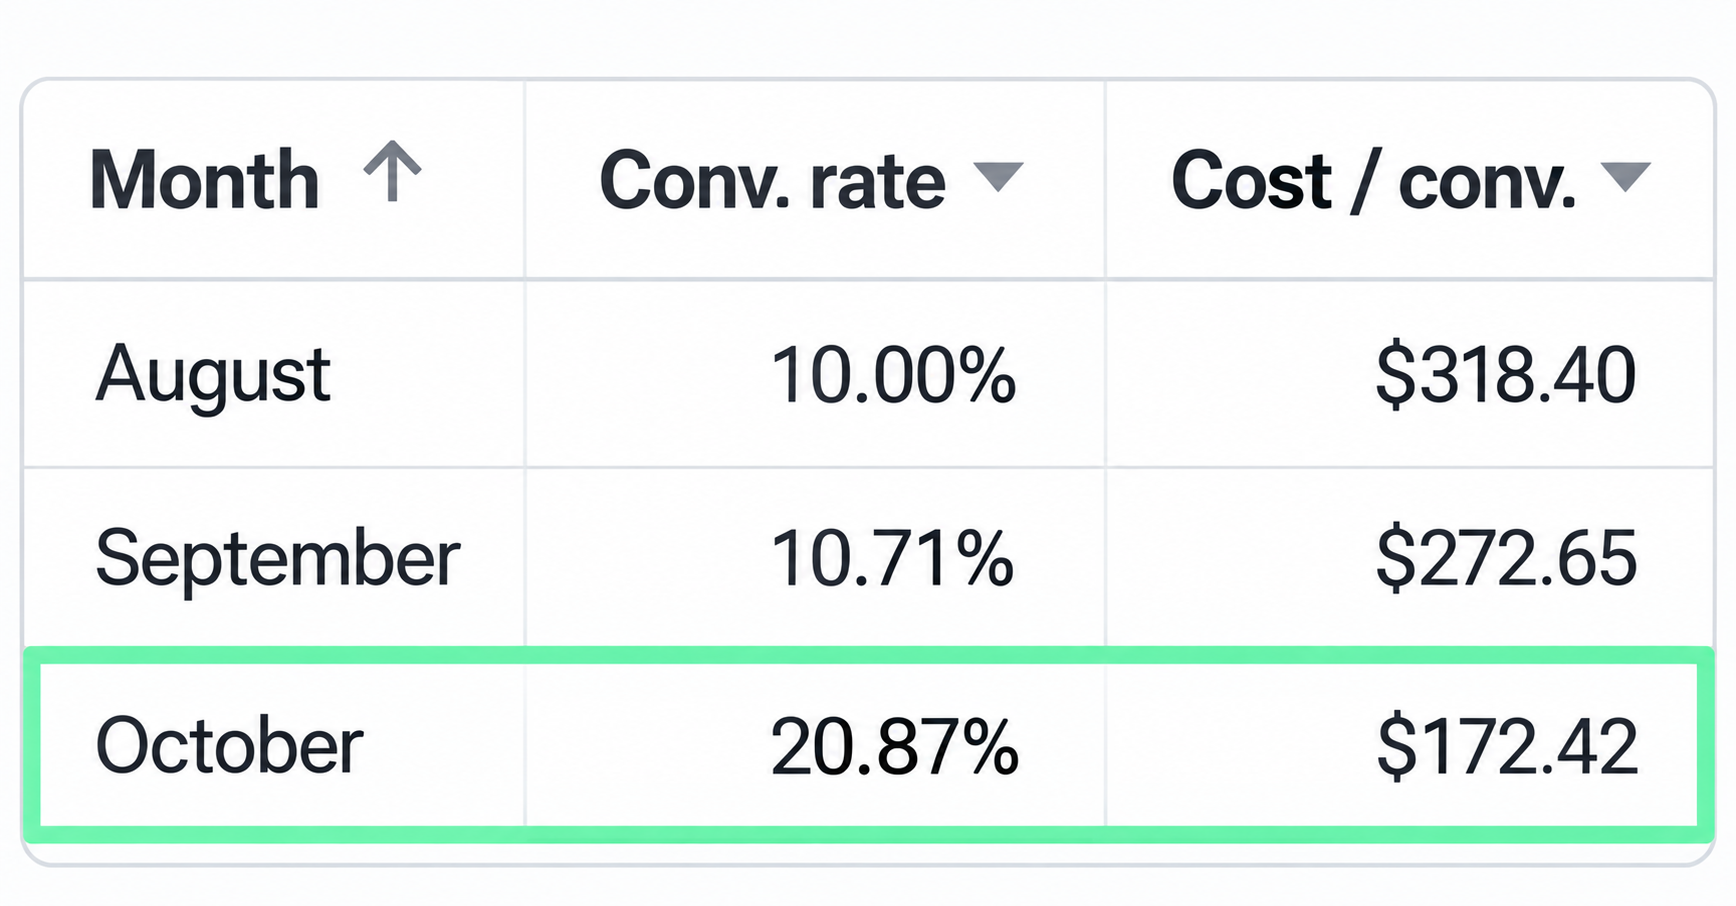 Month Conv. rate Cost / conv.
August 10.00% $318.40
September 10.71% $272.65
October 20.87% $172.42